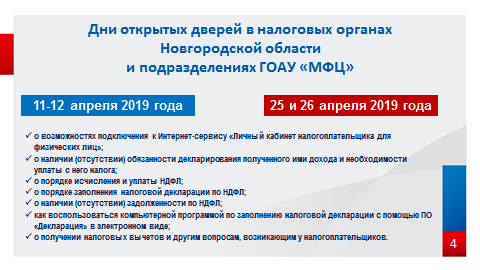 Дни открытых дверей в налоговых органах
Новгородской области
и подразделениях ГОАУ «МФЦ»
11-12 апреля 2019 года
25 и 26 апреля 2019 года
✓ о возможностях подключения к Интернет-сервису «Личный кабинет налогоплательщика для
физических лиц»;
✓ о наличии (отсутствии) обязанности декларирования полученного ими дохода и необходимости
уплаты с него налога;
✓ о порядке исчисления и уплаты НДФЛ;
✓ о порядке заполнения налоговой декларации по НДФЛ;
✓ о наличии (отсутствии) задолженности по НДФЛ;
✓ как воспользоваться компьютерной программой по заполнению налоговой декларации с помощью ПО
«Декларация» в электронном виде;
✓ о получении налоговых вычетов и другим вопросам, возникающим у налогоплательщиков.
4